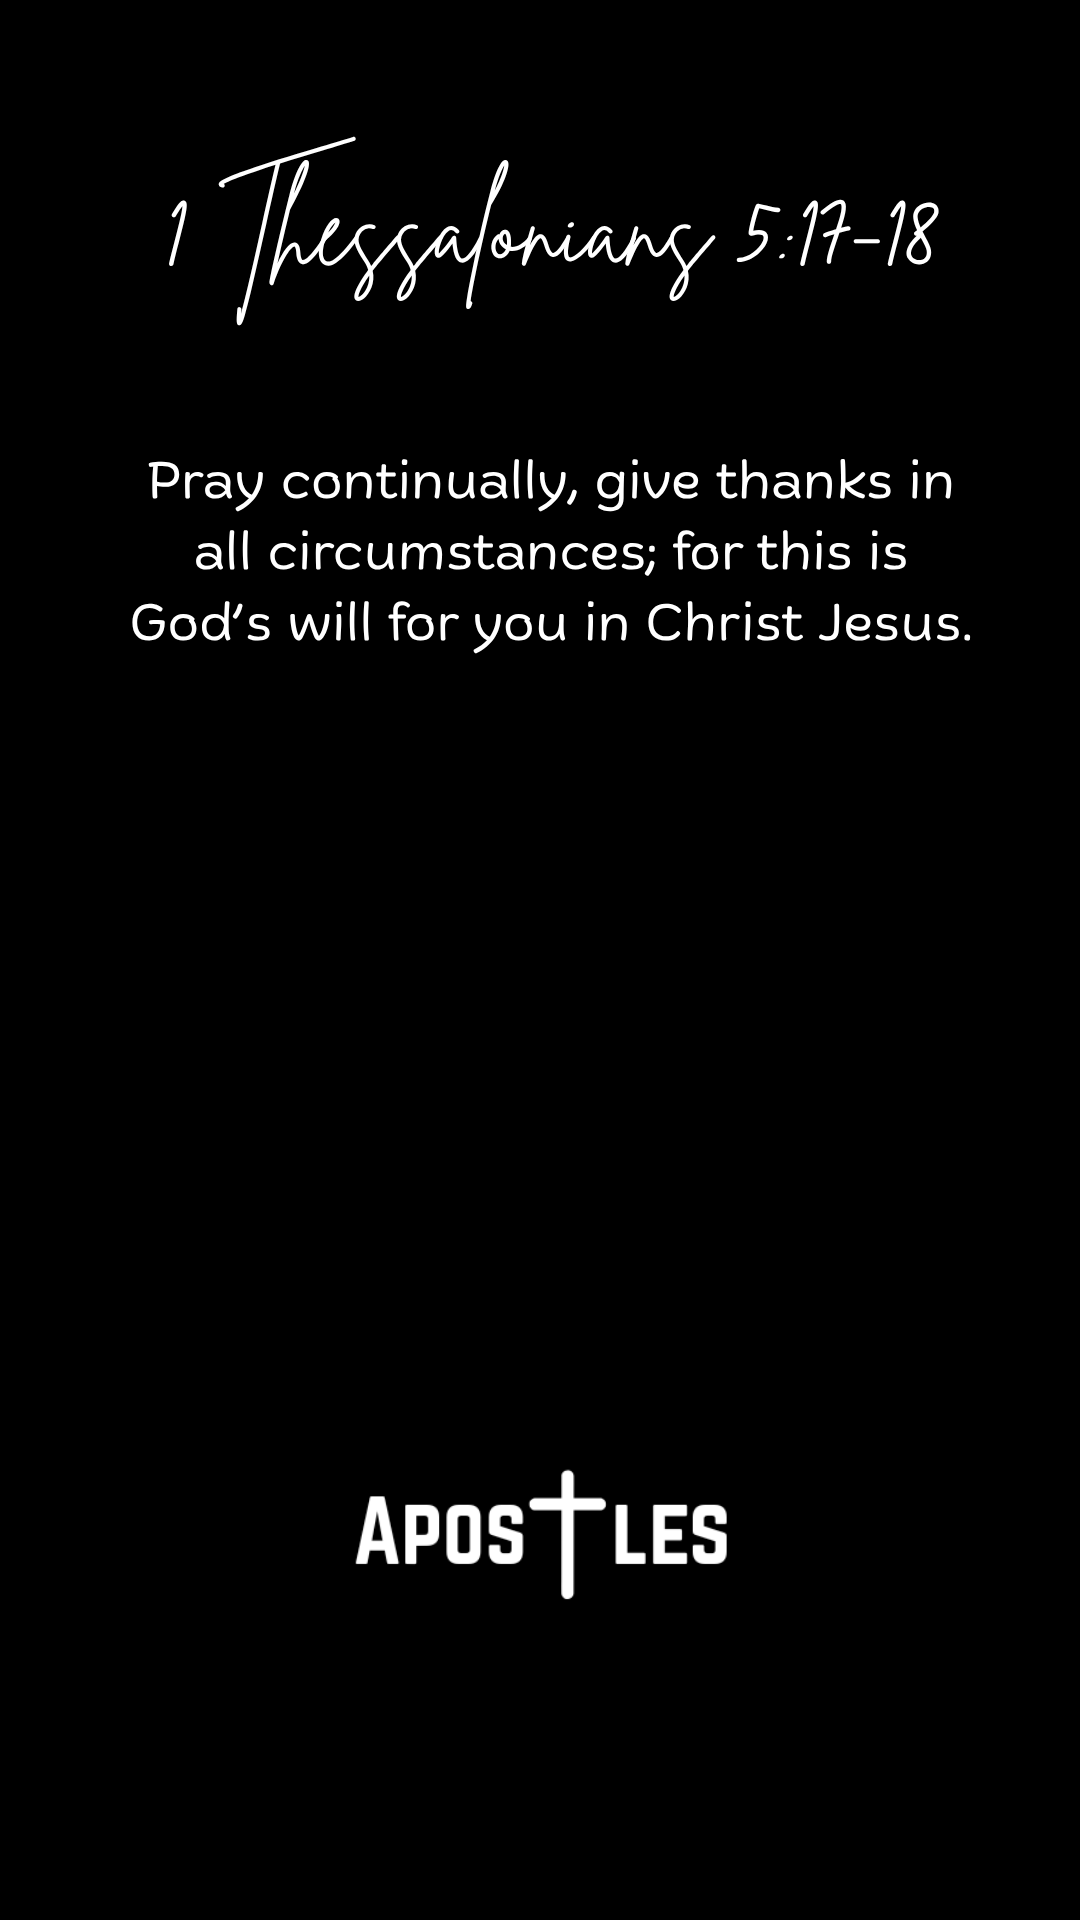 1 Thessalonians 5:17-18
Pray continually, give thanks in
all circumstances; for this is
God's will for you in Christ Jesus.
APOSTLES